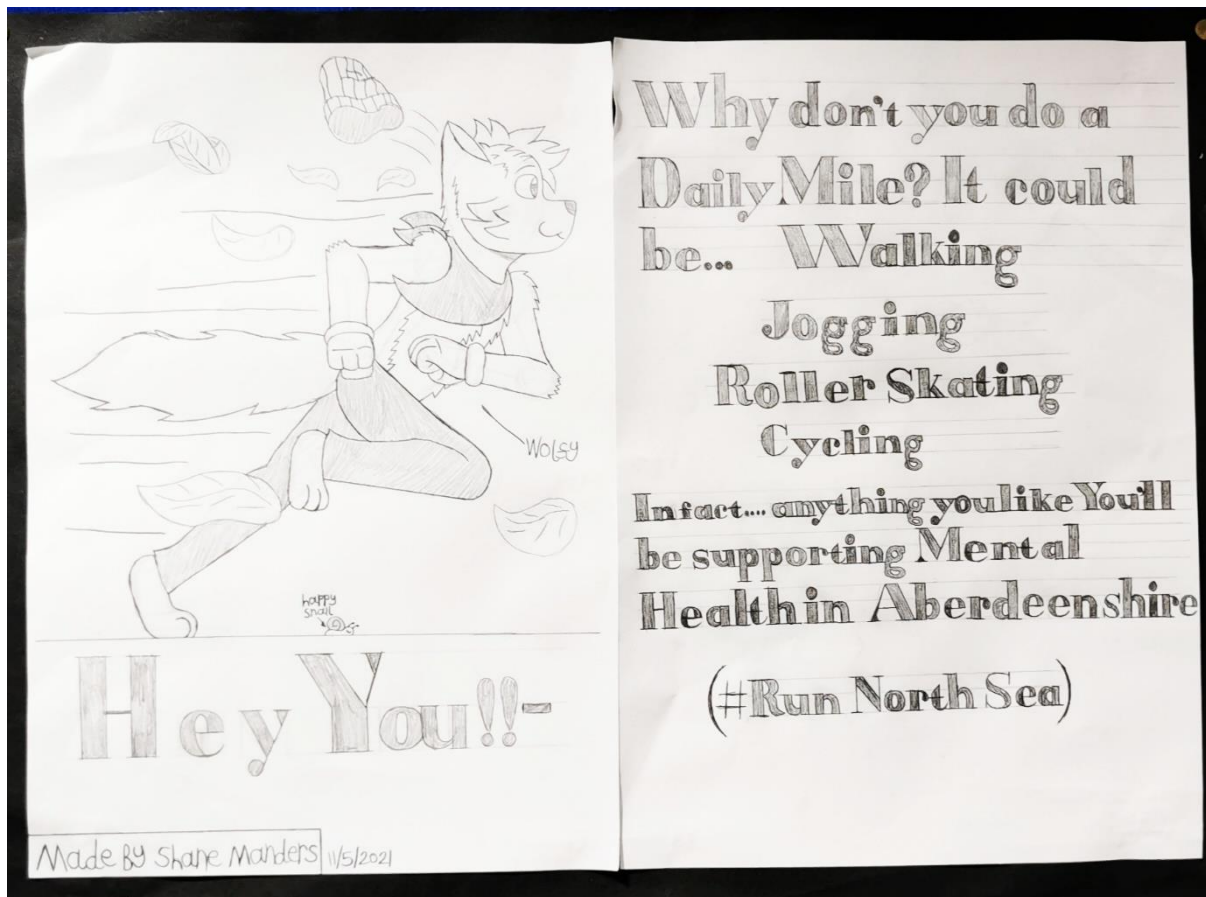 Wolfy
happy
snail
Hey You!!-
Made By Shane Manders 11/5/2021
Why don't you do a
Daily Mile? It could
be... Walking
Jogging
Roller Skating
Cycling
Infact.... anything you like You'll
be supporting Mental
Health in Aberdeenshire
(#Run North Sea)